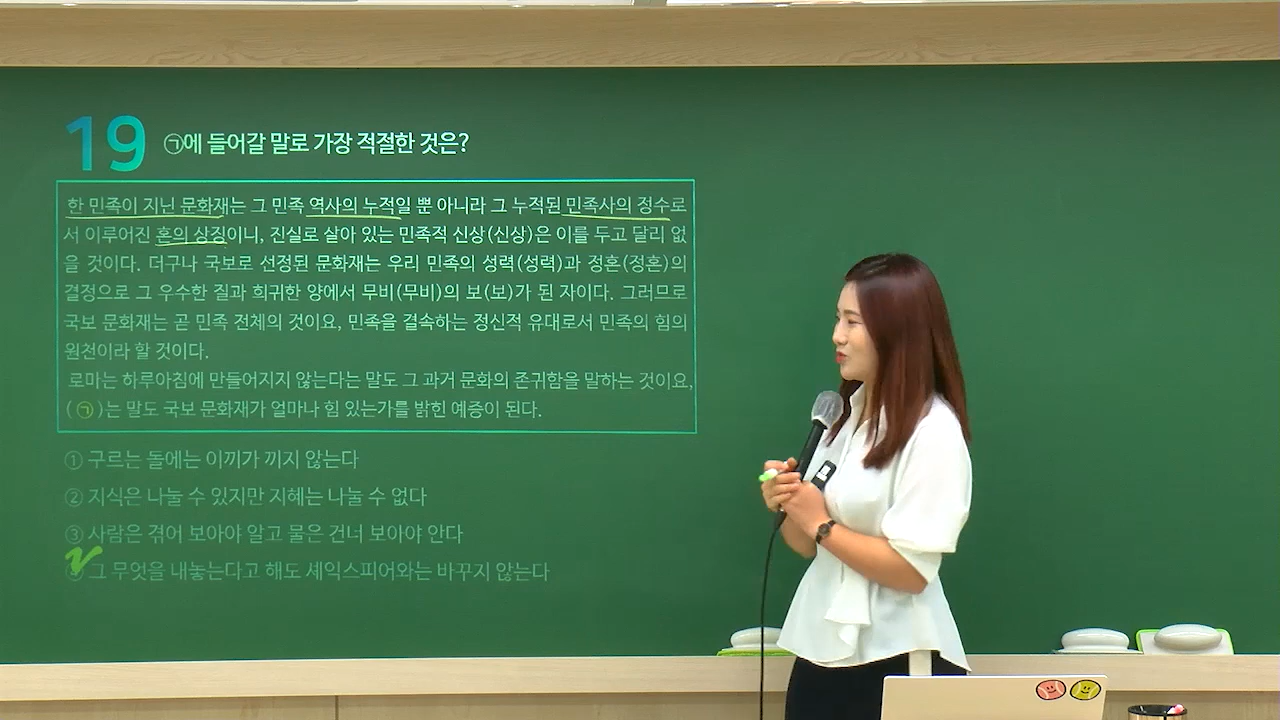 19 ㉠에 들어갈 말로 가장 적절한 것은?
한 민족이 지닌 문화재는 그 민족 역사의 누적일 뿐 아니라 그 누적된 민족사의 정수로
서 이루어진 혼의 상징이니, 진실로 살아 있는 민족적 신상(신상)은 이를 두고 달리 없
을 것이다. 더구나 국보로 선정된 문화재는 우리 민족의 성력(성력)과 정혼(정혼)의
결정으로 그 우수한 질과 희귀한 양에서 무비(무비)의 보(보)가 된 자이다. 그러므로
국보 문화재는 곧 민족 전체의 것이요, 민족을 결속하는 정신적 유대로서 민족의 힘의
원천이라 할 것이다.
로마는 하루아침에 만들어지지 않는다는 말도 그 과거 문화의 존귀함을 말하는 것이요,
( ㉠ )는 말도 국보 문화재가 얼마나 힘 있는가를 밝힌 예증이 된다.
① 구르는 돌에는 이끼가 끼지 않는다
② 지식은 나눌 수 있지만 지혜는 나눌 수 없다
③ 사람은 겪어 보아야 알고 물은 건너 보아야 안다
④ 그 무엇을 내놓는다고 해도 셰익스피어와는 바꾸지 않는다